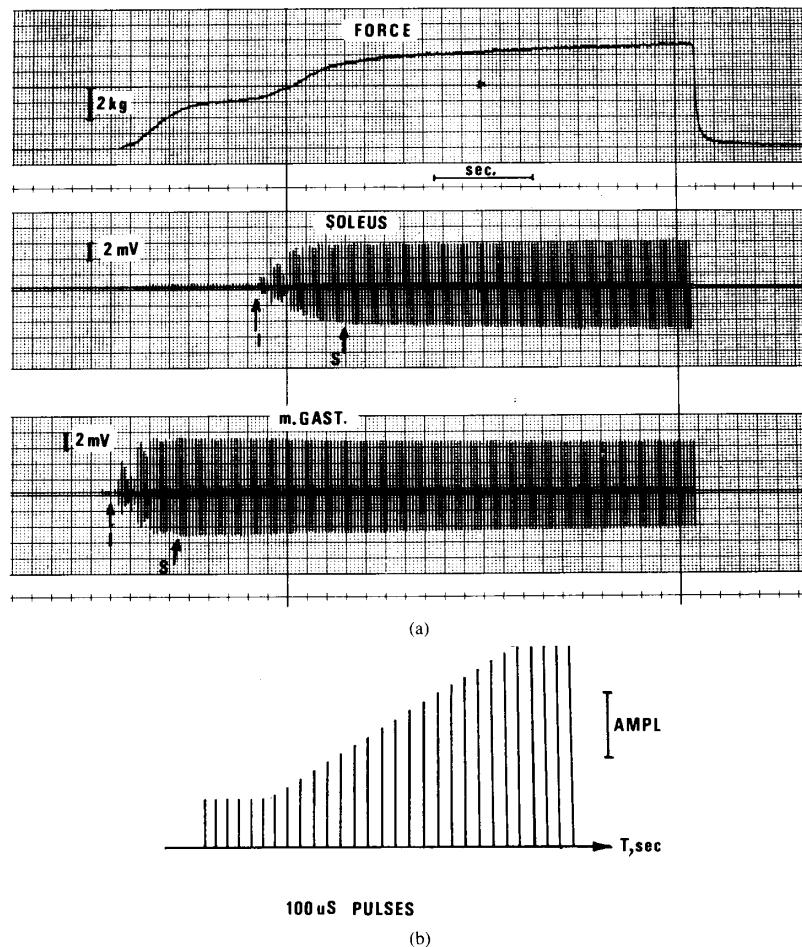 FORCE
2 kg
sec.
SOLEUS
2 mV
I
S
m.GAST.
2 mV
I
S
(a)
AMPL
T, sec
100 uS PULSES
(b)